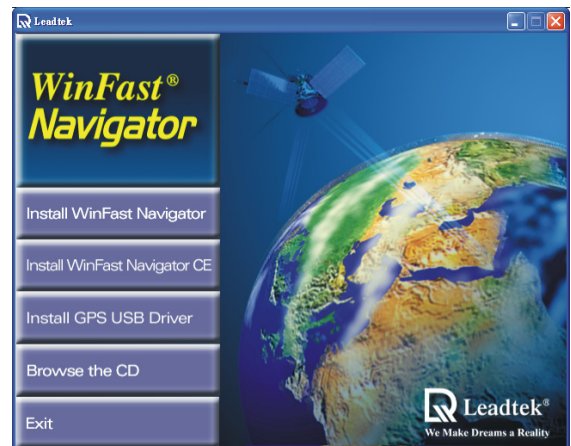 Leadtek
WinFast®
Navigator
Install WinFast Navigator
Install WinFast Navigator CE
Install GPS USB Driver
Browse the CD
Exit
Leadtek®
We Make Dreams a Reality